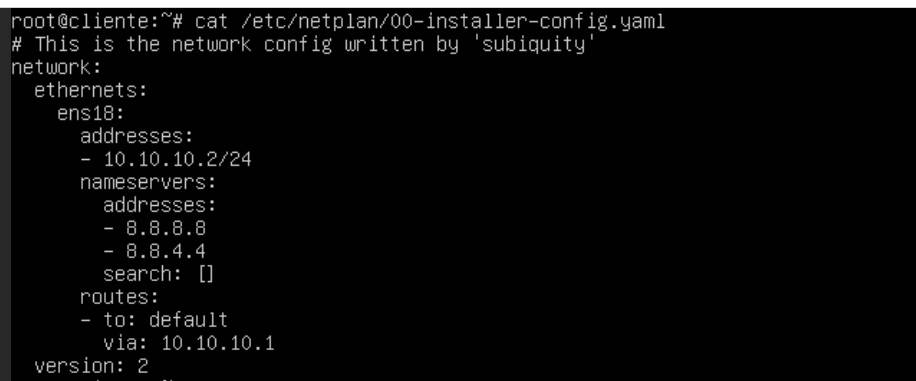 root@cliente:~# cat /etc/netplan/00-installer-config.yaml
# This is the network config written by 'subiquity'
network:
  ethernets:
    ens18:
      addresses:
      - 10.10.10.2/24
      nameservers:
        addresses:
        - 8.8.8.8
        - 8.8.4.4
        search: []
      routes:
      - to: default
        via: 10.10.10.1
  version: 2